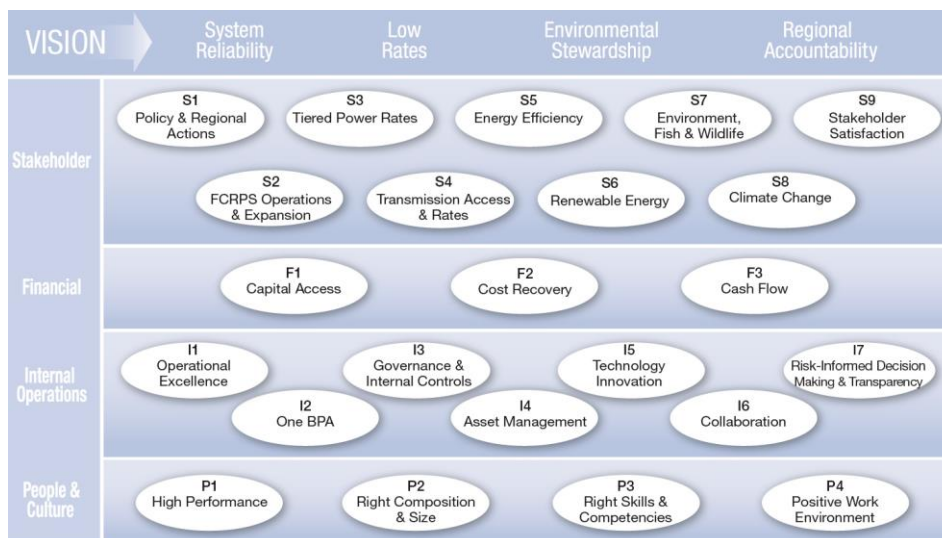 VISION
System
Reliability
Low
Rates
Environmental
Stewardship
Regional
Accountability
Stakeholder
S1
Policy & Regional
Actions
S3
Tiered Power Rates
S5
Energy Efficiency
S7
Environment,
Fish & Wildlife
S9
Stakeholder
Satisfaction
S2
FCRPS Operations
& Expansion
S4
Transmission Access
& Rates
S6
Renewable Energy
S8
Climate Change
Financial
F1
Capital Access
F2
Cost Recovery
F3
Cash Flow
Internal
Operations
I1
Operational
Excellence
I3
Governance &
Internal Controls
I5
Technology
Innovation
I7
Risk-Informed Decision
Making & Transparency
I2
One BPA
I4
Asset Management
I6
Collaboration
People &
Culture
P1
High Performance
P2
Right Composition
& Size
P3
Right Skills &
Competencies
P4
Positive Work
Environment